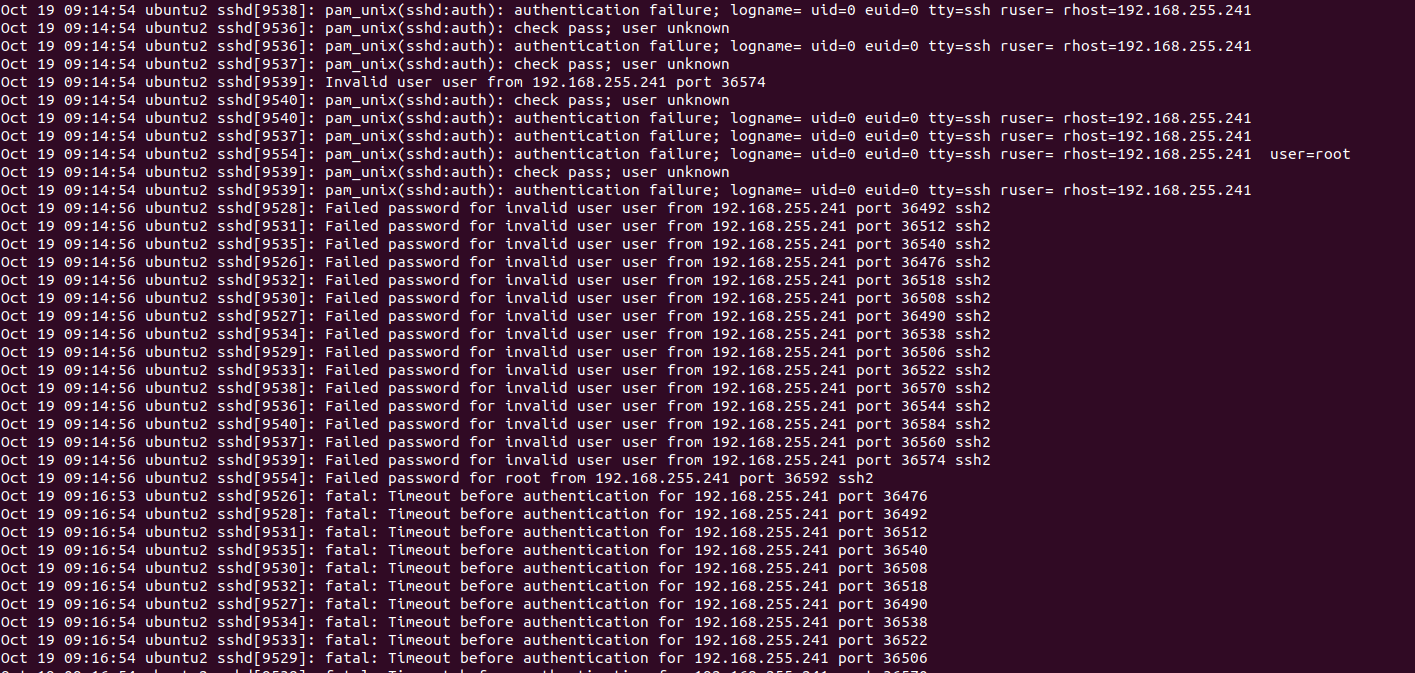 Oct 19 09:14:54 ubuntu2 sshd[9538]: pam_unix(sshd:auth): authentication failure; logname= uid=0 euid=0 tty=ssh ruser= rhost=192.168.255.241
Oct 19 09:14:54 ubuntu2 sshd[9536]: pam_unix(sshd:auth): check pass; user unknown
Oct 19 09:14:54 ubuntu2 sshd[9536]: pam_unix(sshd:auth): authentication failure; logname= uid=0 euid=0 tty=ssh ruser= rhost=192.168.255.241
Oct 19 09:14:54 ubuntu2 sshd[9537]: pam_unix(sshd:auth): check pass; user unknown
Oct 19 09:14:54 ubuntu2 sshd[9539]: Invalid user user from 192.168.255.241 port 36574
Oct 19 09:14:54 ubuntu2 sshd[9540]: pam_unix(sshd:auth): check pass; user unknown
Oct 19 09:14:54 ubuntu2 sshd[9540]: pam_unix(sshd:auth): authentication failure; logname= uid=0 euid=0 tty=ssh ruser= rhost=192.168.255.241
Oct 19 09:14:54 ubuntu2 sshd[9537]: pam_unix(sshd:auth): authentication failure; logname= uid=0 euid=0 tty=ssh ruser= rhost=192.168.255.241
Oct 19 09:14:54 ubuntu2 sshd[9554]: pam_unix(sshd:auth): authentication failure; logname= uid=0 euid=0 tty=ssh ruser= rhost=192.168.255.241  user=root
Oct 19 09:14:54 ubuntu2 sshd[9539]: pam_unix(sshd:auth): check pass; user unknown
Oct 19 09:14:54 ubuntu2 sshd[9539]: pam_unix(sshd:auth): authentication failure; logname= uid=0 euid=0 tty=ssh ruser= rhost=192.168.255.241
Oct 19 09:14:56 ubuntu2 sshd[9528]: Failed password for invalid user user from 192.168.255.241 port 36492 ssh2
Oct 19 09:14:56 ubuntu2 sshd[9531]: Failed password for invalid user user from 192.168.255.241 port 36512 ssh2
Oct 19 09:14:56 ubuntu2 sshd[9535]: Failed password for invalid user user from 192.168.255.241 port 36540 ssh2
Oct 19 09:14:56 ubuntu2 sshd[9526]: Failed password for invalid user user from 192.168.255.241 port 36476 ssh2
Oct 19 09:14:56 ubuntu2 sshd[9532]: Failed password for invalid user user from 192.168.255.241 port 36518 ssh2
Oct 19 09:14:56 ubuntu2 sshd[9530]: Failed password for invalid user user from 192.168.255.241 port 36508 ssh2
Oct 19 09:14:56 ubuntu2 sshd[9527]: Failed password for invalid user user from 192.168.255.241 port 36490 ssh2
Oct 19 09:14:56 ubuntu2 sshd[9534]: Failed password for invalid user user from 192.168.255.241 port 36538 ssh2
Oct 19 09:14:56 ubuntu2 sshd[9529]: Failed password for invalid user user from 192.168.255.241 port 36506 ssh2
Oct 19 09:14:56 ubuntu2 sshd[9533]: Failed password for invalid user user from 192.168.255.241 port 36522 ssh2
Oct 19 09:14:56 ubuntu2 sshd[9538]: Failed password for invalid user user from 192.168.255.241 port 36570 ssh2
Oct 19 09:14:56 ubuntu2 sshd[9536]: Failed password for invalid user user from 192.168.255.241 port 36544 ssh2
Oct 19 09:14:56 ubuntu2 sshd[9540]: Failed password for invalid user user from 192.168.255.241 port 36584 ssh2
Oct 19 09:14:56 ubuntu2 sshd[9537]: Failed password for invalid user user from 192.168.255.241 port 36560 ssh2
Oct 19 09:14:56 ubuntu2 sshd[9539]: Failed password for invalid user user from 192.168.255.241 port 36574 ssh2
Oct 19 09:14:56 ubuntu2 sshd[9554]: Failed password for root from 192.168.255.241 port 36592 ssh2
Oct 19 09:16:53 ubuntu2 sshd[9526]: fatal: Timeout before authentication for 192.168.255.241 port 36476
Oct 19 09:16:54 ubuntu2 sshd[9528]: fatal: Timeout before authentication for 192.168.255.241 port 36492
Oct 19 09:16:54 ubuntu2 sshd[9531]: fatal: Timeout before authentication for 192.168.255.241 port 36512
Oct 19 09:16:54 ubuntu2 sshd[9535]: fatal: Timeout before authentication for 192.168.255.241 port 36540
Oct 19 09:16:54 ubuntu2 sshd[9530]: fatal: Timeout before authentication for 192.168.255.241 port 36508
Oct 19 09:16:54 ubuntu2 sshd[9532]: fatal: Timeout before authentication for 192.168.255.241 port 36518
Oct 19 09:16:54 ubuntu2 sshd[9527]: fatal: Timeout before authentication for 192.168.255.241 port 36490
Oct 19 09:16:54 ubuntu2 sshd[9534]: fatal: Timeout before authentication for 192.168.255.241 port 36538
Oct 19 09:16:54 ubuntu2 sshd[9533]: fatal: Timeout before authentication for 192.168.255.241 port 36522
Oct 19 09:16:54 ubuntu2 sshd[9529]: fatal: Timeout before authentication for 192.168.255.241 port 36506